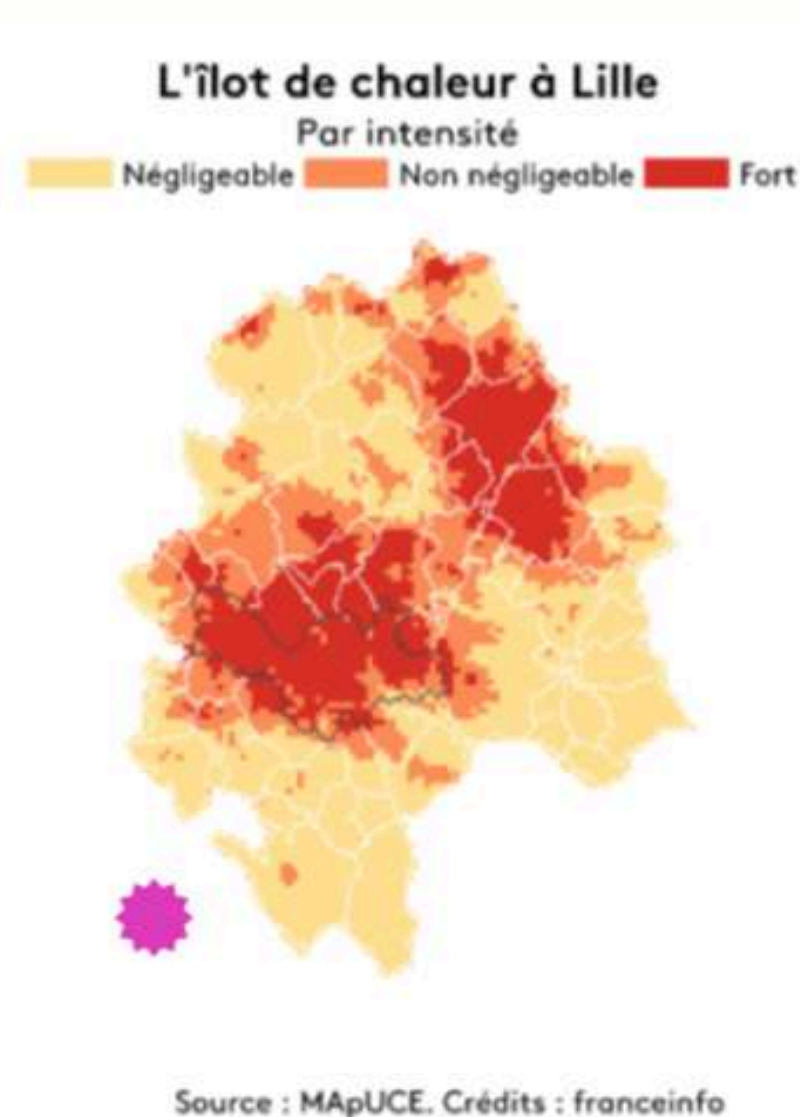 L'îlot de chaleur à Lille
Par intensité
Négligeable Non négligeable Fort
Source : MApUCE. Crédits : franceinfo